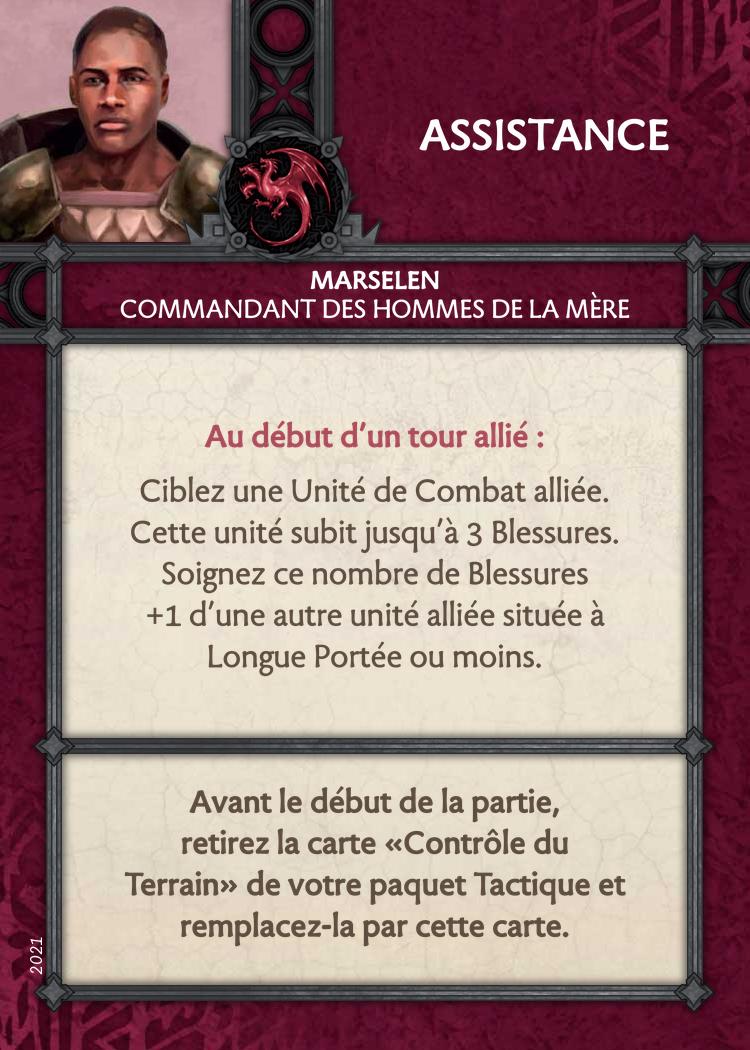 ASSISTANCE
MARSELEN
COMMANDANT DES HOMMES DE LA MÈRE
Au début d’un tour allié :
Ciblez une Unité de Combat alliée.
Cette unité subit jusqu’à 3 Blessures.
Soignez ce nombre de Blessures
+1 d’une autre unité alliée située à
Longue Portée ou moins.
Avant le début de la partie,
retirez la carte «Contrôle du
Terrain» de votre paquet Tactique et
remplacez-la par cette carte.
2021